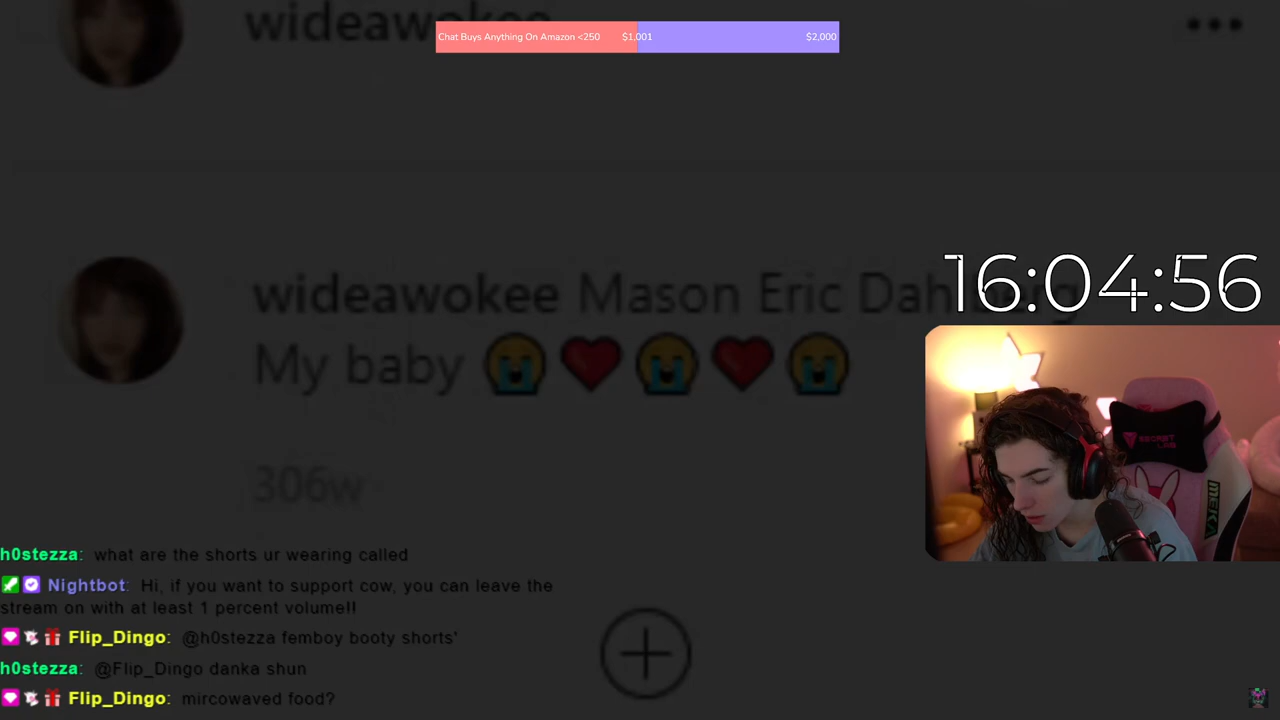 wideawokee
Chat Buys Anything On Amazon <250 $1,001 $2,000
wideawokee Mason Eric
My baby 😭❤️😭❤️😭
306w
16:04:56
SECRET
LAB
MEKA
h0stezza: what are the shorts ur wearing called
Nightbot: Hi, if you want to support cow, you can leave the
stream on with at least 1 percent volume!!
Flip_Dingo: @h0stezza femboy booty shorts'
h0stezza: @Flip_Dingo danka shun
Flip_Dingo: mircowaved food?